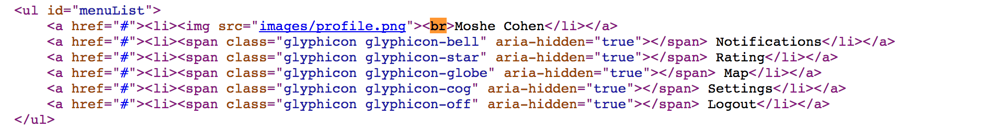 <ul id="menuList">
<a href="#"><li><img src="images/profile.png"><br>Moshe Cohen</li></a>
<a href="#"><li><span class="glyphicon glyphicon-bell" aria-hidden="true"></span> Notifications</li></a>
<a href="#"><li><span class="glyphicon glyphicon-star" aria-hidden="true"></span> Rating</li></a>
<a href="#"><li><span class="glyphicon glyphicon-globe" aria-hidden="true"></span> Map</li></a>
<a href="#"><li><span class="glyphicon glyphicon-cog" aria-hidden="true"></span> Settings</li></a>
<a href="#"><li><span class="glyphicon glyphicon-off" aria-hidden="true"></span> Logout</li></a>
</ul>